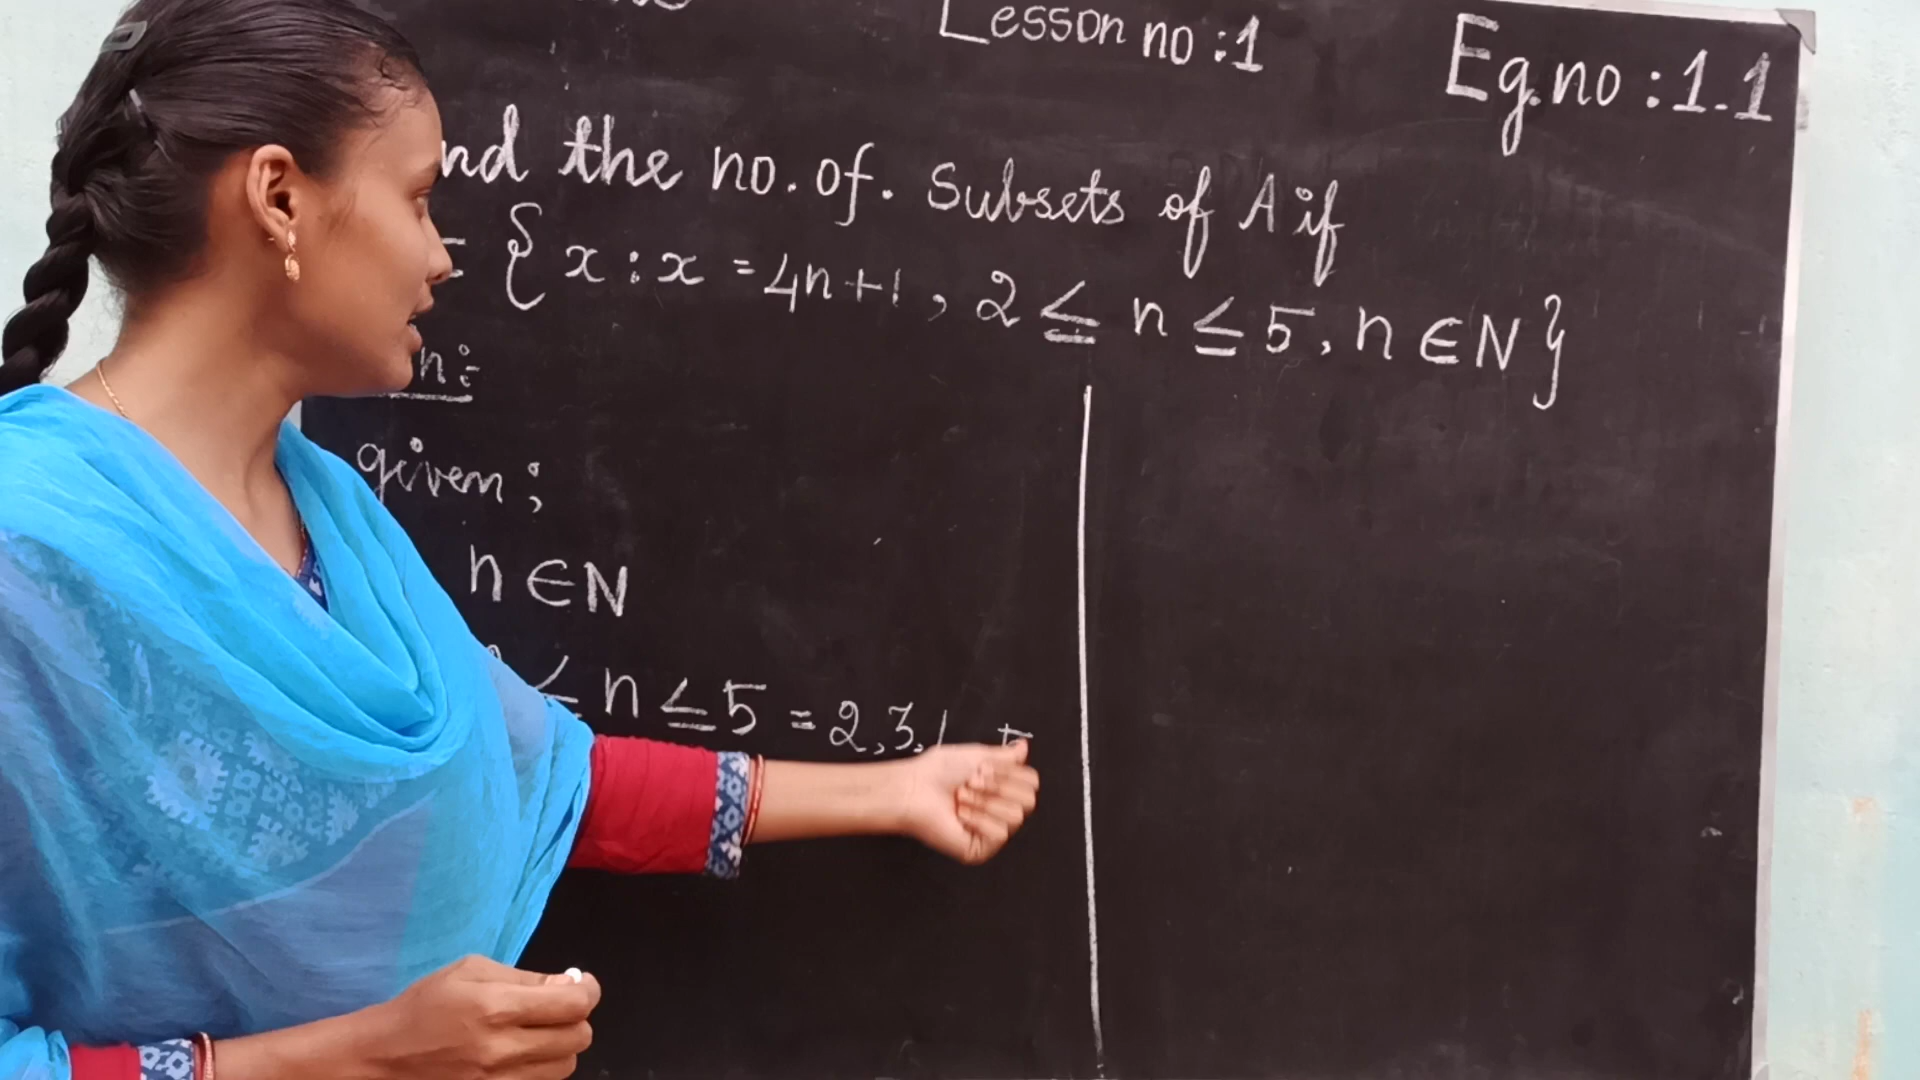 Lesson no : 1
Eg.no : 1.1
nd the no. of. Subsets of A if
= { x : x = 4n+1, 2 ≤ n ≤ 5, n ∈ N }
n :-
given ;
n ∈ N
≤ n ≤ 5 = 2,3,